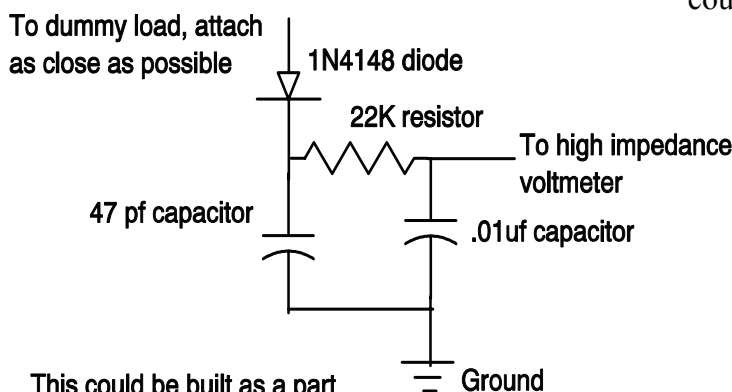 cou
To dummy load, attach
as close as possible
1N4148 diode
22K resistor
To high impedance
voltmeter
47 pf capacitor
.01uf capacitor
This could be built as a part
Ground